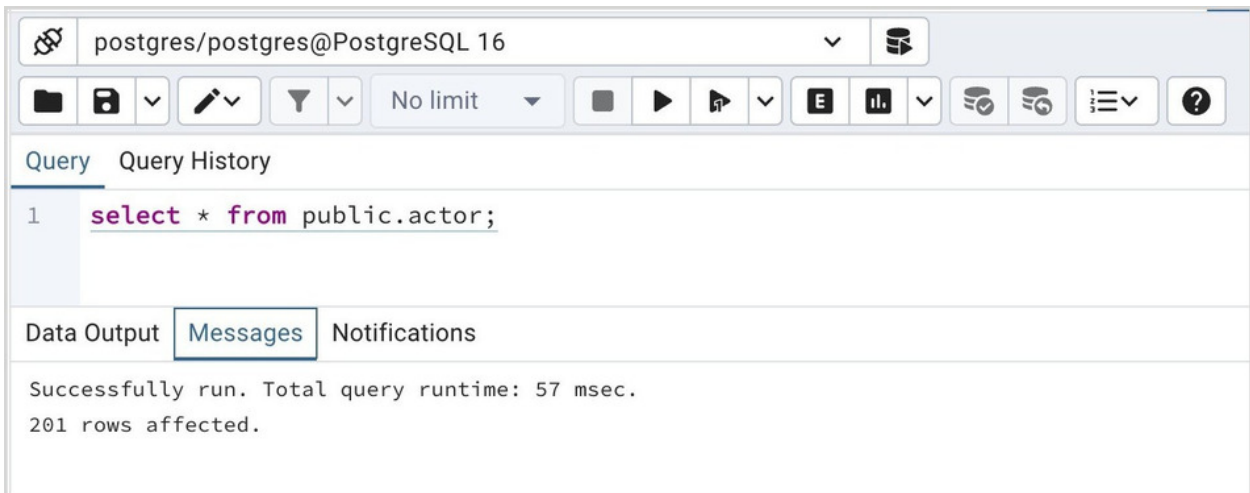 postgres/postgres@PostgreSQL 16
No limit
E
Query Query History
1 select * from public.actor;
Data Output Messages Notifications
Successfully run. Total query runtime: 57 msec.
201 rows affected.